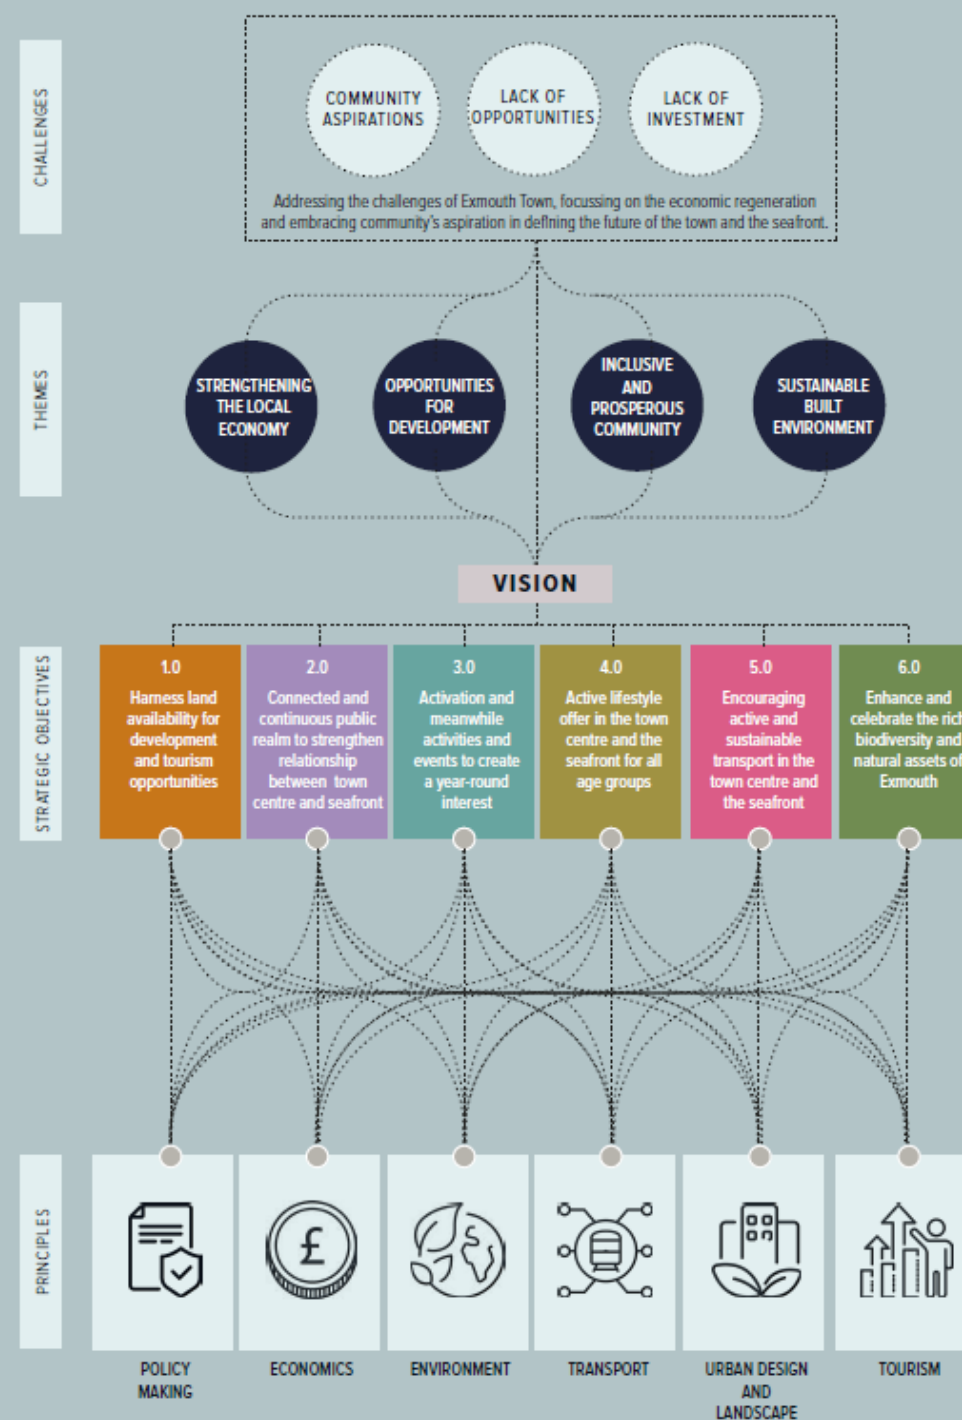 CHALLENGES
COMMUNITY
ASPIRATIONS
LACK OF
OPPORTUNITIES
LACK OF
INVESTMENT
Addressing the challenges of Exmouth Town, focussing on the economic regeneration
and embracing community's aspiration in defining the future of the town and the seafront.
THEMES
STRENGTHENING
THE LOCAL
ECONOMY
OPPORTUNITIES
FOR
DEVELOPMENT
INCLUSIVE
AND
PROSPEROUS
COMMUNITY
SUSTAINABLE
BUILT
ENVIRONMENT
VISION
STRATEGIC OBJECTIVES
1.0
Harness land
availability for
development
and tourism
opportunities
2.0
Connected and
continuous public
realm to strengthen
relationship
between town
centre and seafront
3.0
Activation and
meanwhile
activities and
events to create
a year-round
interest
4.0
Active lifestyle
offer in the town
centre and the
seafront for all
age groups
5.0
Encouraging
active and
sustainable
transport in the
town centre and
the seafront
6.0
Enhance and
celebrate the rich
biodiversity and
natural assets of
Exmouth
PRINCIPLES
£
POLICY
MAKING
ECONOMICS
ENVIRONMENT
TRANSPORT
URBAN DESIGN
AND
LANDSCAPE
TOURISM